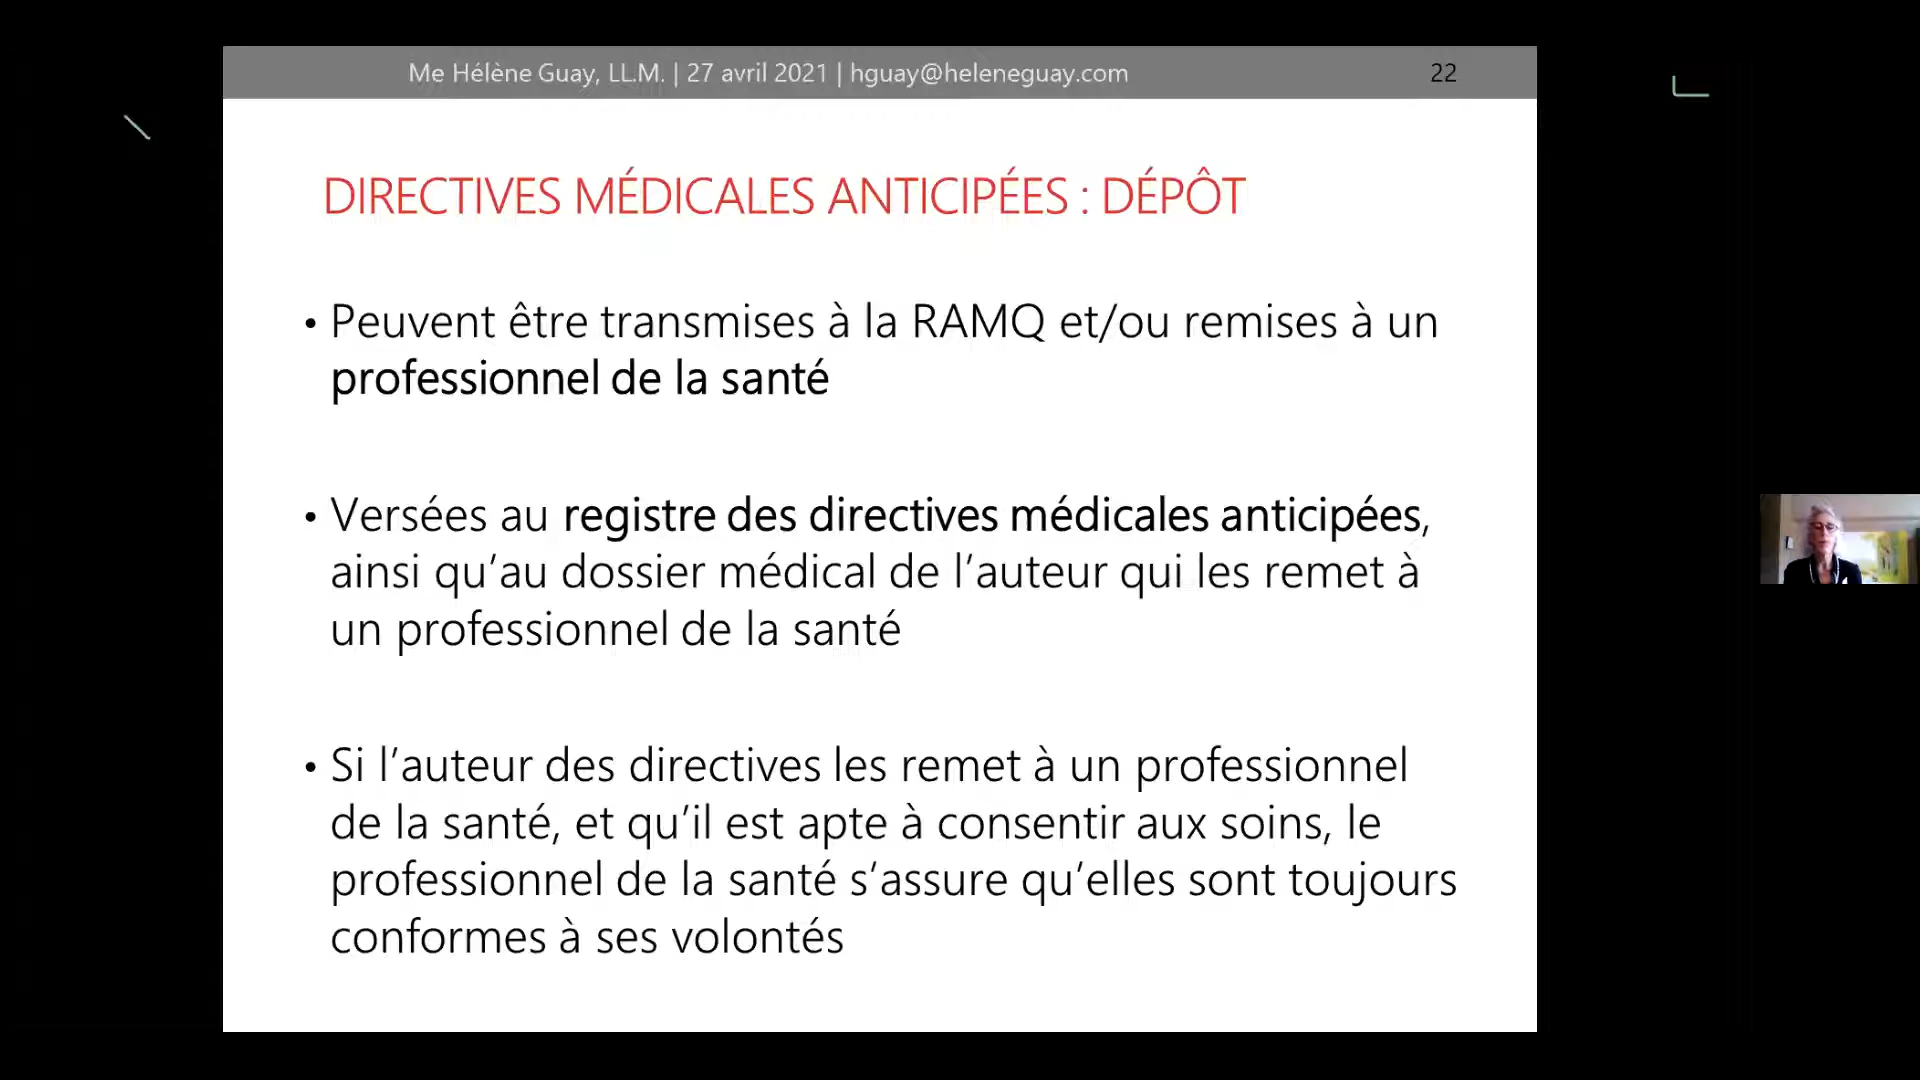 Me Hélène Guay, LL.M. | 27 avril 2021 | hguay@heleneguay.com 22
DIRECTIVES MÉDICALES ANTICIPÉES : DÉPÔT
• Peuvent être transmises à la RAMQ et/ou remises à un
professionnel de la santé
• Versées au registre des directives médicales anticipées,
ainsi qu’au dossier médical de l’auteur qui les remet à
un professionnel de la santé
• Si l’auteur des directives les remet à un professionnel
de la santé, et qu’il est apte à consentir aux soins, le
professionnel de la santé s’assure qu’elles sont toujours
conformes à ses volontés